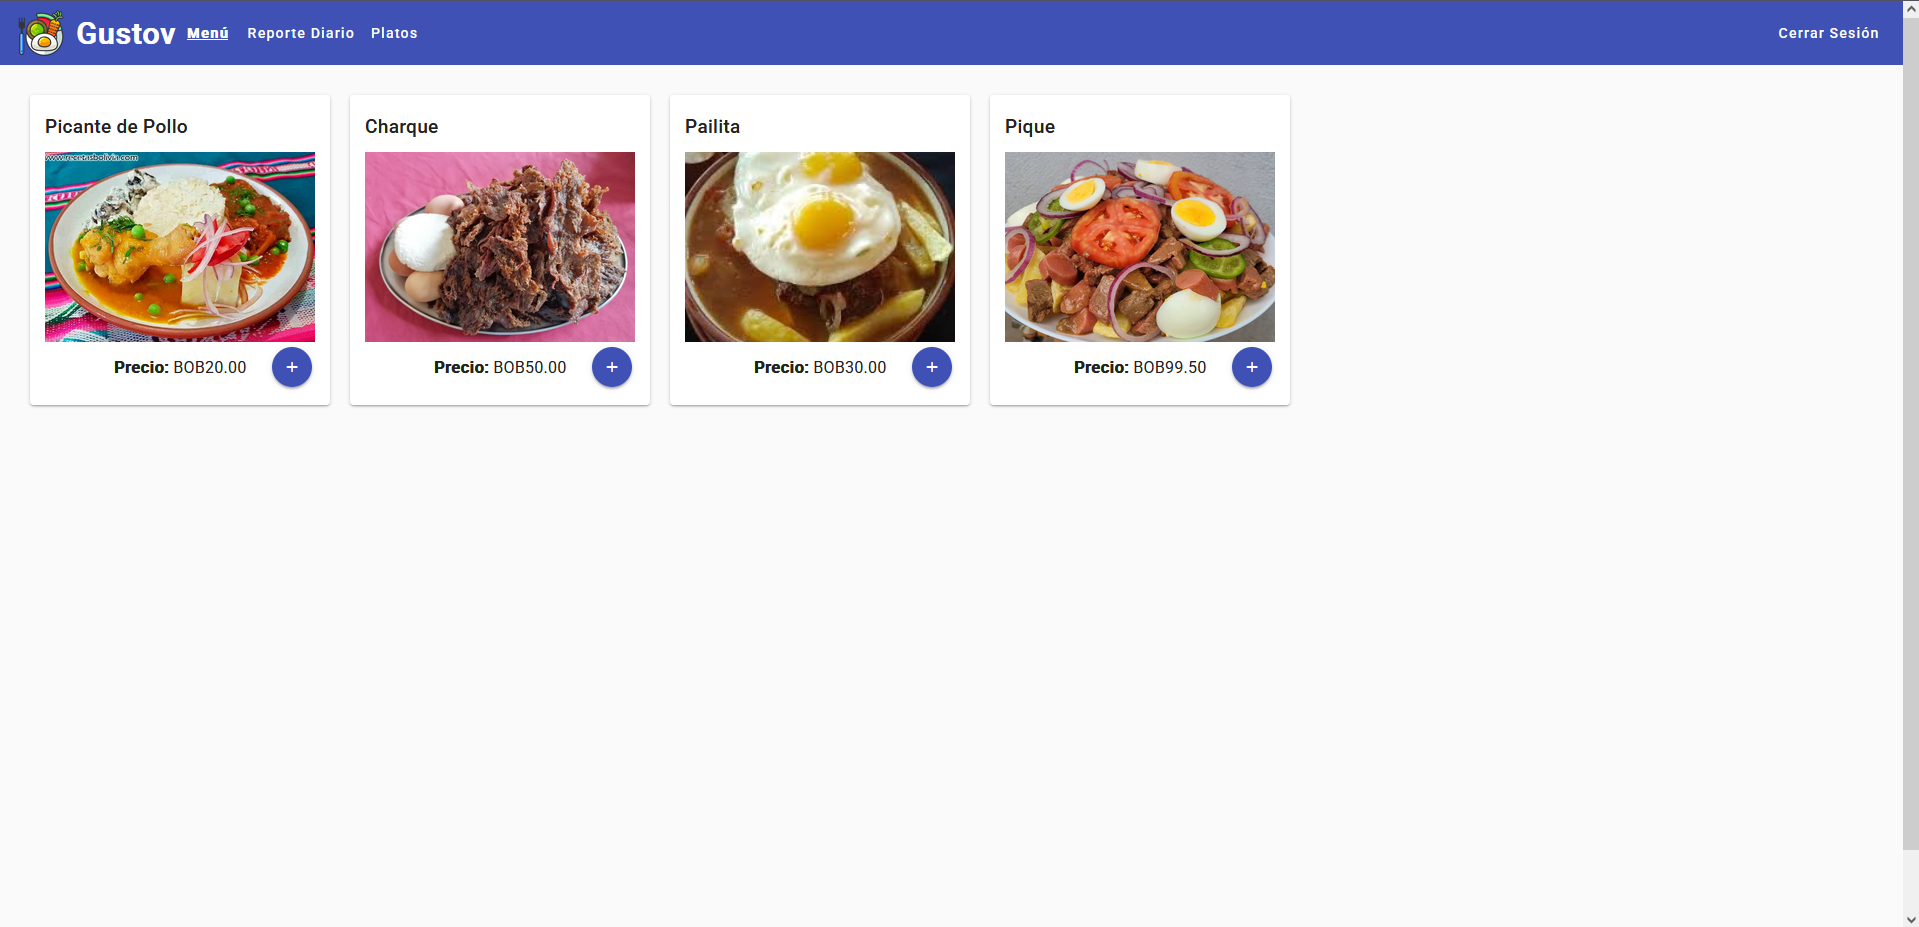 Gustov Menú Reporte Diario Platos Cerrar Sesión
Picante de Pollo
www.recetasbolivia.com
Precio: BOB20.00 +
Charque
Precio: BOB50.00 +
Pailita
Precio: BOB30.00 +
Pique
Precio: BOB99.50 +